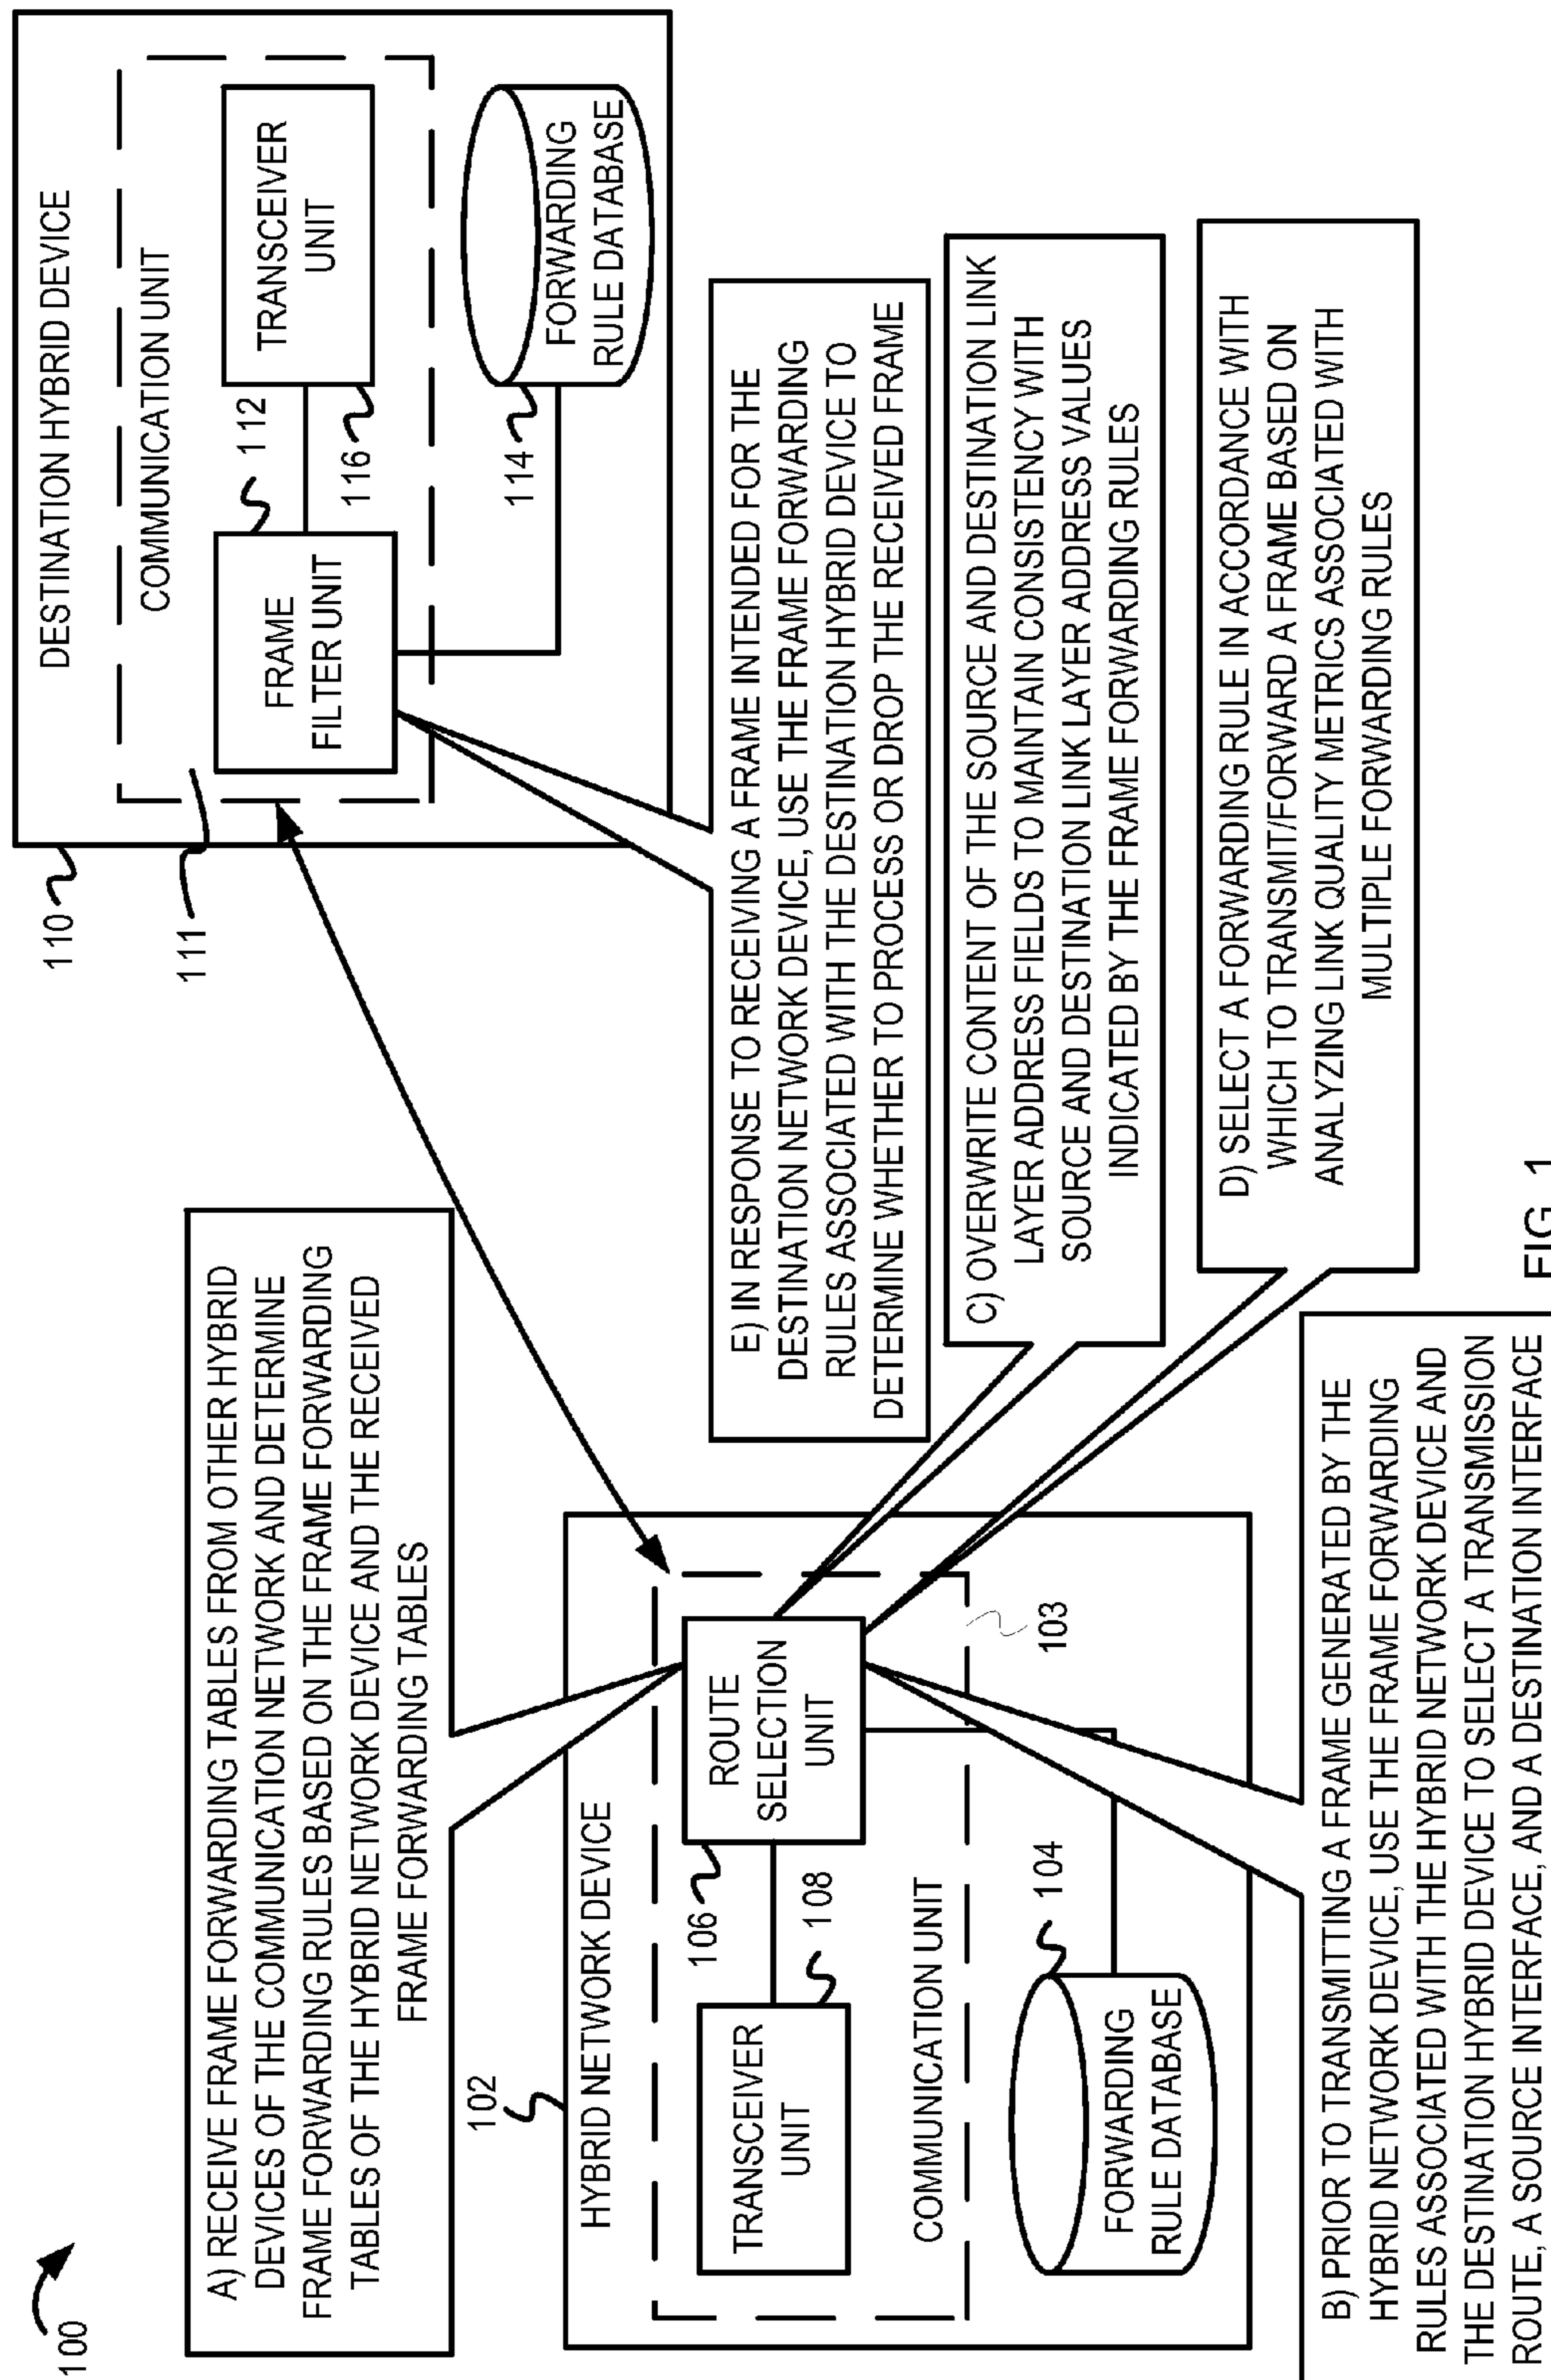 100
A) RECEIVE FRAME FORWARDING TABLES FROM OTHER HYBRID
DEVICES OF THE COMMUNICATION NETWORK AND DETERMINE
FRAME FORWARDING RULES BASED ON THE FRAME FORWARDING
TABLES OF THE HYBRID NETWORK DEVICE AND THE RECEIVED
FRAME FORWARDING TABLES
110
111
DESTINATION HYBRID DEVICE
COMMUNICATION UNIT
FRAME
FILTER UNIT
112
TRANSCEIVER
UNIT
116
114
FORWARDING
RULE DATABASE
102
HYBRID NETWORK DEVICE
TRANSCEIVER
UNIT
108
106
ROUTE
SELECTION
UNIT
COMMUNICATION UNIT
103
104
FORWARDING
RULE DATABASE
E) IN RESPONSE TO RECEIVING A FRAME INTENDED FOR THE
DESTINATION NETWORK DEVICE, USE THE FRAME FORWARDING
RULES ASSOCIATED WITH THE DESTINATION HYBRID DEVICE TO
DETERMINE WHETHER TO PROCESS OR DROP THE RECEIVED FRAME
C) OVERWRITE CONTENT OF THE SOURCE AND DESTINATION LINK
LAYER ADDRESS FIELDS TO MAINTAIN CONSISTENCY WITH
SOURCE AND DESTINATION LINK LAYER ADDRESS VALUES
INDICATED BY THE FRAME FORWARDING RULES
D) SELECT A FORWARDING RULE IN ACCORDANCE WITH
WHICH TO TRANSMIT/FORWARD A FRAME BASED ON
ANALYZING LINK QUALITY METRICS ASSOCIATED WITH
MULTIPLE FORWARDING RULES
B) PRIOR TO TRANSMITTING A FRAME GENERATED BY THE
HYBRID NETWORK DEVICE, USE THE FRAME FORWARDING
RULES ASSOCIATED WITH THE HYBRID NETWORK DEVICE AND
THE DESTINATION HYBRID DEVICE TO SELECT A TRANSMISSION
ROUTE, A SOURCE INTERFACE, AND A DESTINATION INTERFACE
FIG. 1